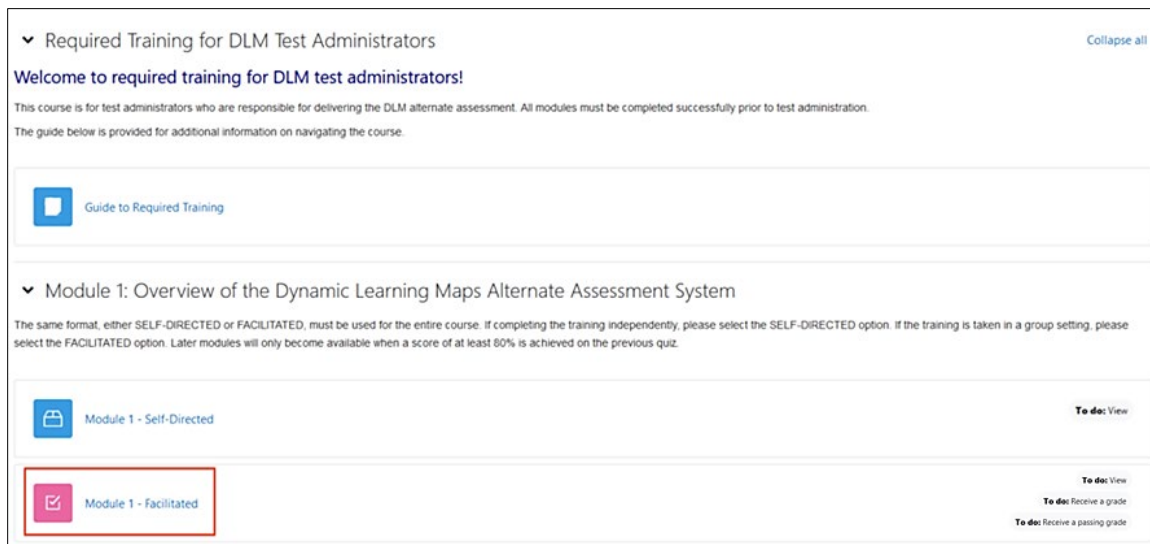 Required Training for DLM Test Administrators
Collapse all
Welcome to required training for DLM test administrators!
This course is for test administrators who are responsible for delivering the DLM alternate assessment. All modules must be completed successfully prior to test administration.
The guide below is provided for additional information on navigating the course.
Guide to Required Training
Module 1: Overview of the Dynamic Learning Maps Alternate Assessment System
The same format, either SELF-DIRECTED or FACILITATED, must be used for the entire course. If completing the training independently, please select the SELF-DIRECTED option. If the training is taken in a group setting, please
select the FACILITATED option. Later modules will only become available when a score of at least 80% is achieved on the previous quiz.
Module 1 - Self-Directed
To do: View
Module 1 - Facilitated
To do: View
To do: Receive a grade
To do: Receive a passing grade